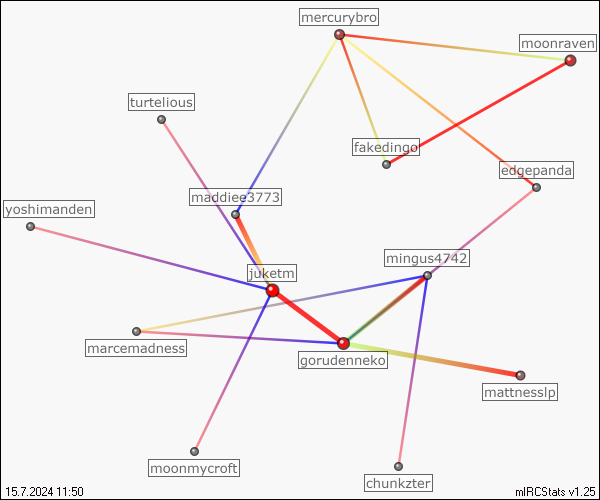 mercurybro
moonraven
turtelious
fakedingo
edgepanda
maddiee3773
yoshimanden
mingus4742
juketm
marcemadness
gorudenneko
mattnesslp
moonmycroft
chunkzter
15.7.2024 11:50
mIRCStats v1.25